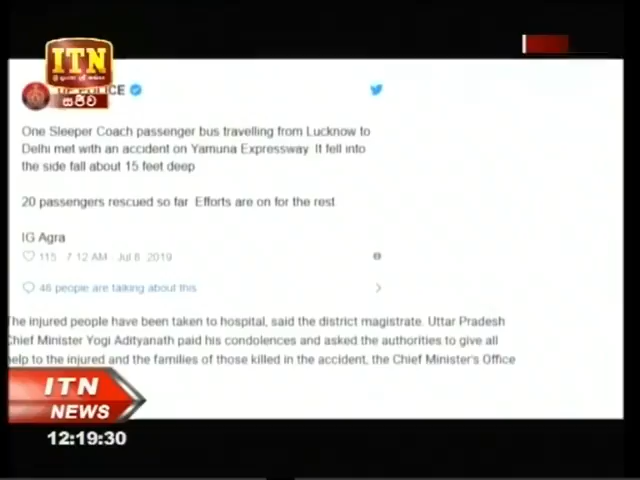 ITN
සජීව
UP POLICE
One Sleeper Coach passenger bus travelling from Lucknow to
Delhi met with an accident on Yamuna Expressway It fell into
the side fall about 15 feet deep
20 passengers rescued so far Efforts are on for the rest
IG Agra
115 7 12 AM Jul 8 2019
46 people are talking about this
The injured people have been taken to hospital, said the district magistrate. Uttar Pradesh
Chief Minister Yogi Adityanath paid his condolences and asked the authorities to give all
help to the injured and the families of those killed in the accident, the Chief Minister's Office
ITN
NEWS
12:19:30